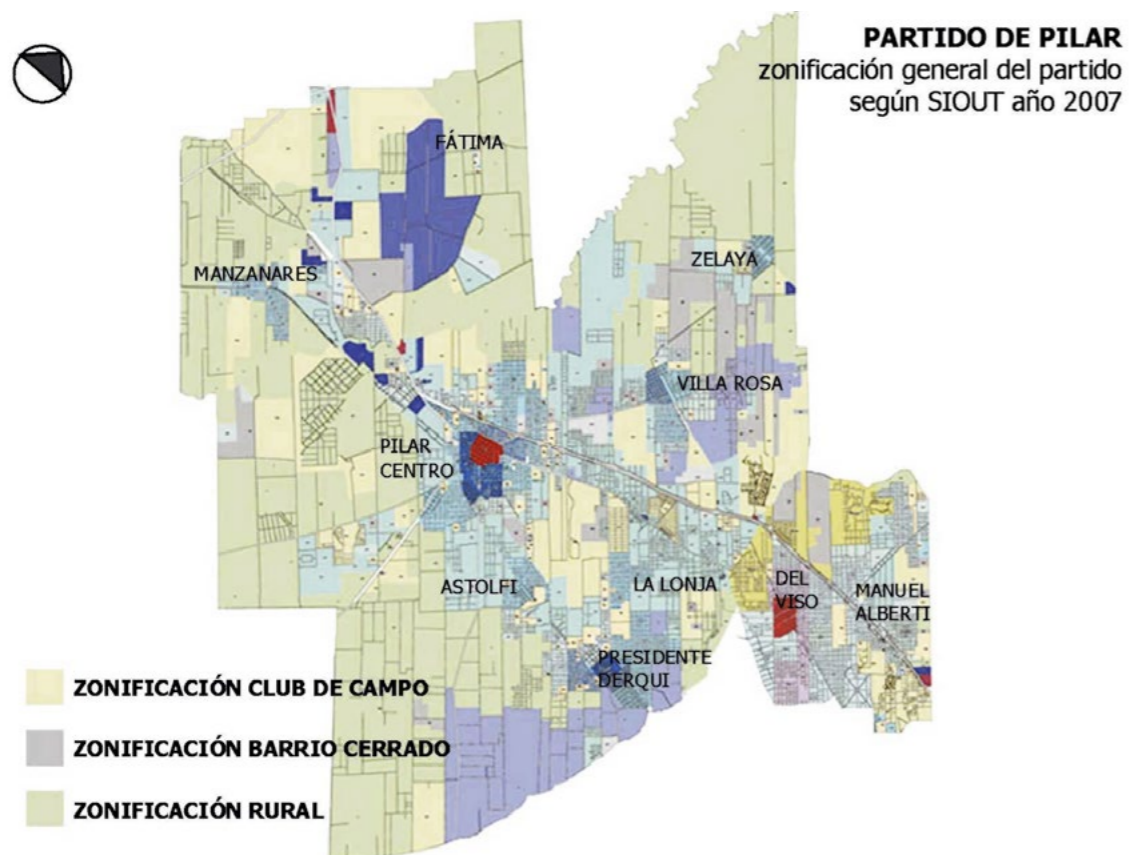 PARTIDO DE PILAR
zonificación general del partido
según SIOUT año 2007
FÁTIMA
ZELAYA
MANZANARES
VILLA ROSA
PILAR
CENTRO
ASTOLFI
LA LONJA
DEL
VISO
MANUEL
ALBERTI
PRESIDENTE
DERQUI
ZONIFICACIÓN CLUB DE CAMPO
ZONIFICACIÓN BARRIO CERRADO
ZONIFICACIÓN RURAL